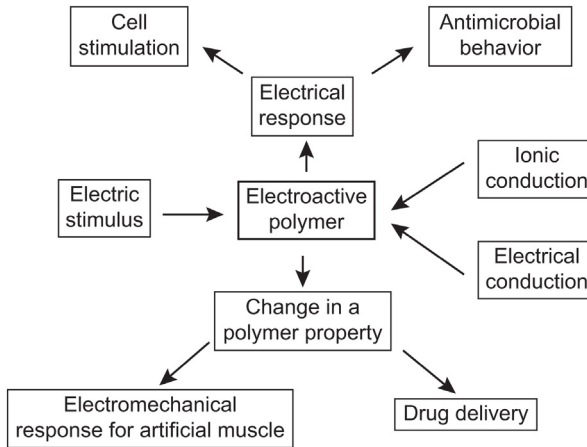 Cell
stimulation
Antimicrobial
behavior
Electrical
response
Ionic
conduction
Electric
stimulus
Electroactive
polymer
Electrical
conduction
Change in a
polymer property
Electromechanical
response for artificial muscle
Drug delivery